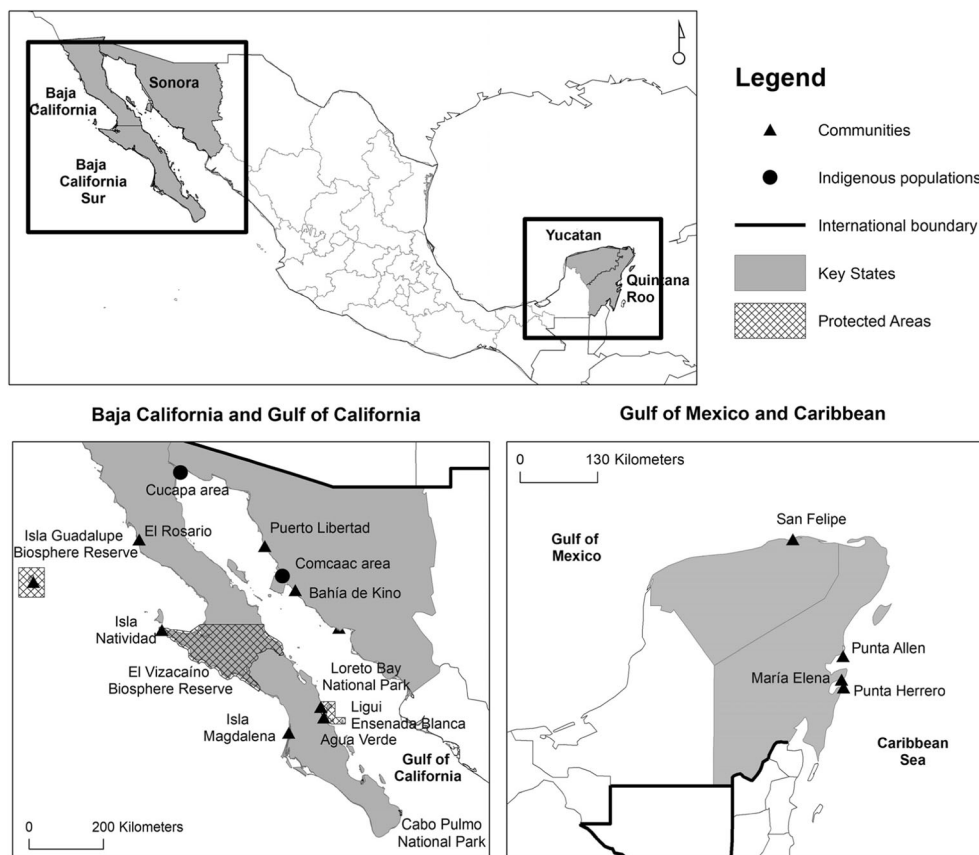 Sonora
Baja
California
Baja
California
Sur
Yucatan
Quintana
Roo
Legend
Communities
Indigenous populations
International boundary
Key States
Protected Areas
Baja California and Gulf of California
Cucapa area
Isla Guadalupe
Biosphere Reserve
El Rosario
Puerto Libertad
Comcaac area
Bahía de Kino
Isla
Natividad
El Vizacaíno
Biosphere Reserve
Loreto Bay
National Park
Ligui
Ensenada Blanca
Agua Verde
Isla
Magdalena
Gulf of
California
Cabo Pulmo
National Park
0 200 Kilometers
Gulf of Mexico and Caribbean
0 130 Kilometers
San Felipe
Gulf of
Mexico
Punta Allen
María Elena
Punta Herrero
Caribbean
Sea